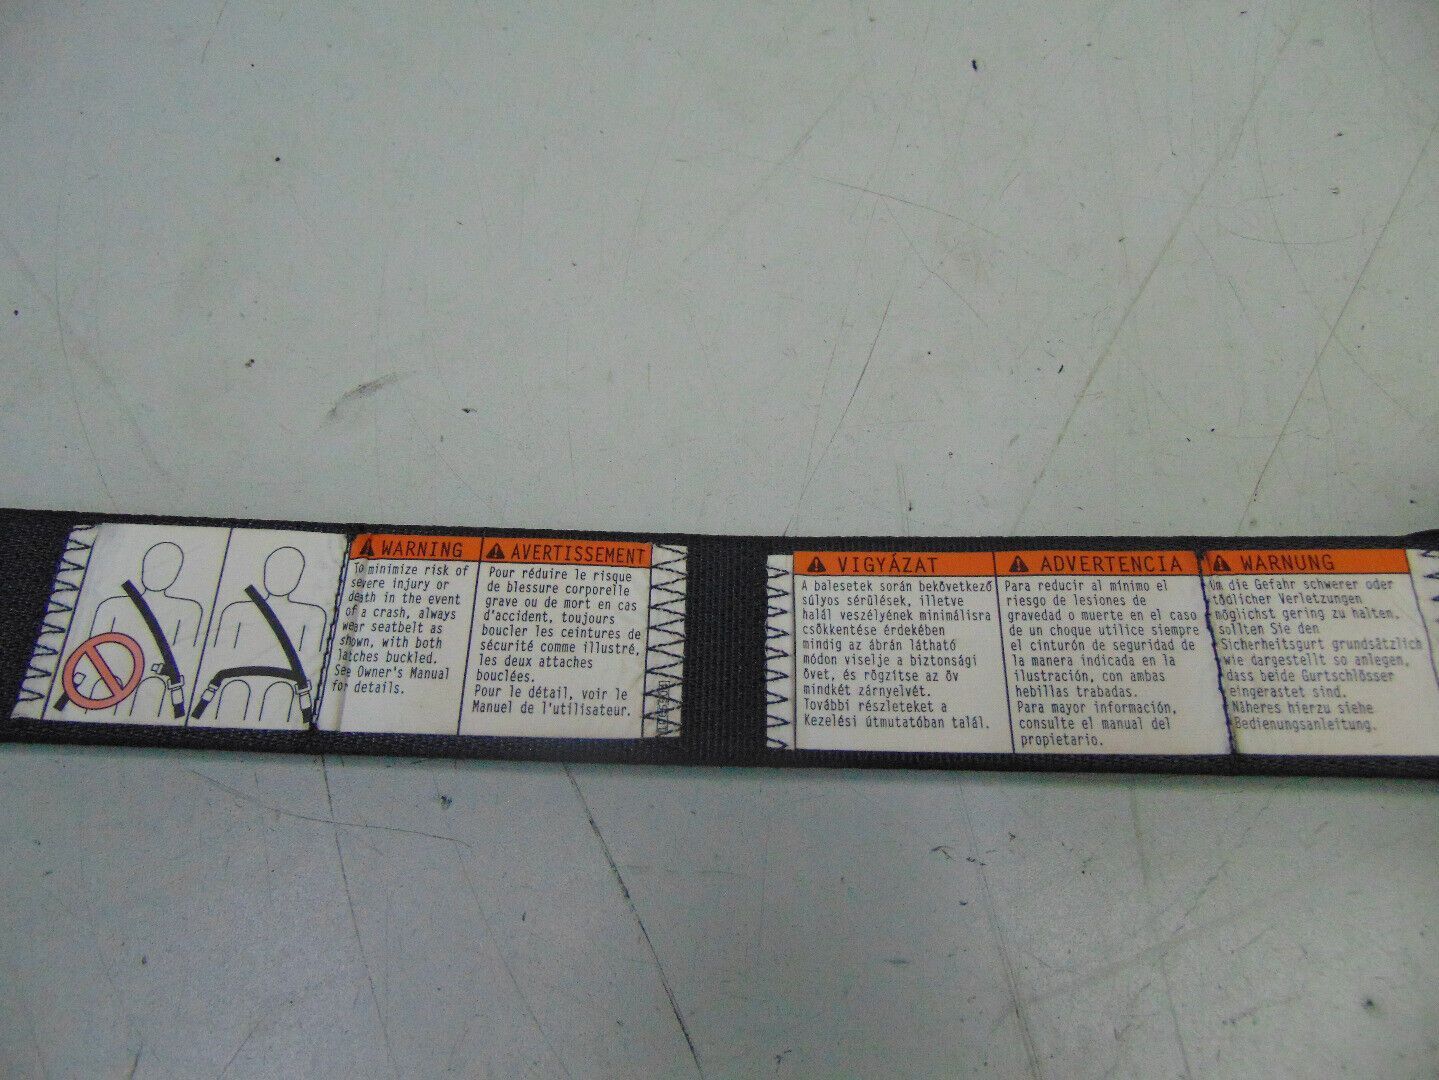 WARNING
To minimize risk of
severe injury or
death in the event
of a crash, always
wear seatbelt as
shown, with both
latches buckled.
See Owner's Manual
for details.
AVERTISSEMENT
Pour réduire le risque
de blessure corporelle
grave ou de mort en cas
d'accident, toujours
boucler les ceintures de
sécurité comme illustré,
les deux attaches
bouclées.
Pour le détail, voir le
Manuel de l'utilisateur.
VIGYÁZAT
A balesetek során bekövetkező
súlyos sérülések, illetve
halál veszélyének minimálisra
csökkentése érdekében
mindig az ábrán látható
módon viselje a biztonsági
övet, és rögzítse az öv
mindkét zárnyelvét.
További részleteket a
Kezelési útmutatóban talál.
ADVERTENCIA
Para reducir al mínimo el
riesgo de lesiones de
gravedad o muerte en el caso
de un choque utilice siempre
el cinturón de seguridad de
la manera indicada en la
ilustración, con ambas
hebillas trabadas.
Para mayor información,
consulte el manual del
propietario.
WARNUNG
Um die Gefahr schwerer oder
tödlicher Verletzungen
möglichst gering zu halten,
sollten Sie den
Sicherheitsgurt grundsätzlich
wie dargestellt so anlegen,
dass beide Gurtschlösser
eingerastet sind.
Näheres hierzu siehe
Bedienungsanleitung.